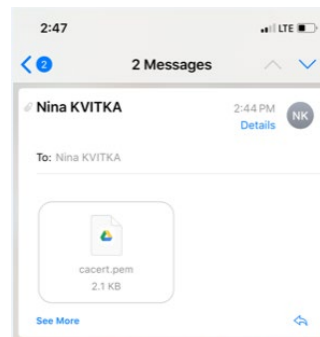 2:47
LTE
2
2 Messages
Nina KVITKA
2:44 PM
Details
NK
To: Nina KVITKA
cacert.pem
2.1 KB
See More